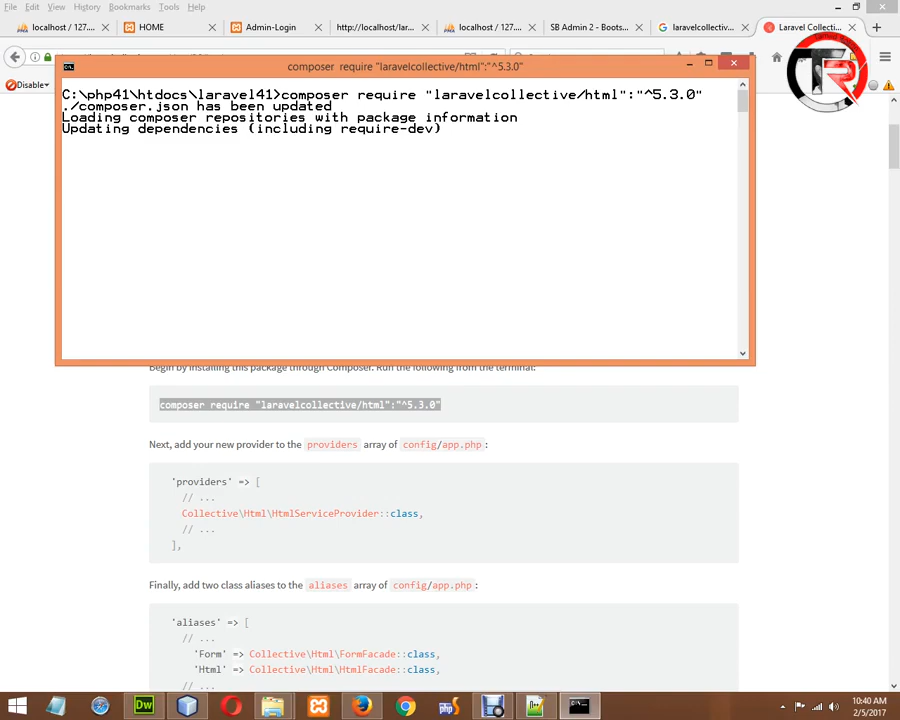 File Edit View History Bookmarks Tools Help
localhost / 127....
HOME
Admin-Login
http://localhost/lar...
localhost / 127....
SB Admin 2 - Boots...
laravelcollectiv...
Laravel Collecti...
Disable
composer require "laravelcollective/html":"^5.3.0"
C:\php41\htdocs\laravel41>composer require "laravelcollective/html":"^5.3.0"
./composer.json has been updated
Loading composer repositories with package information
Updating dependencies (including require-dev)
Begin by installing this package through Composer. Run the following from the terminal:
composer require "laravelcollective/html":"^5.3.0"
Next, add your new provider to the providers array of config/app.php :
'providers' => [
// ...
Collective\Html\HtmlServiceProvider::class,
// ...
],
Finally, add two class aliases to the aliases array of config/app.php :
'aliases' => [
// ...
'Form' => Collective\Html\FormFacade::class,
'Html' => Collective\Html\HtmlFacade::class,
// ...
Dw
php
10:40 AM
2/5/2017